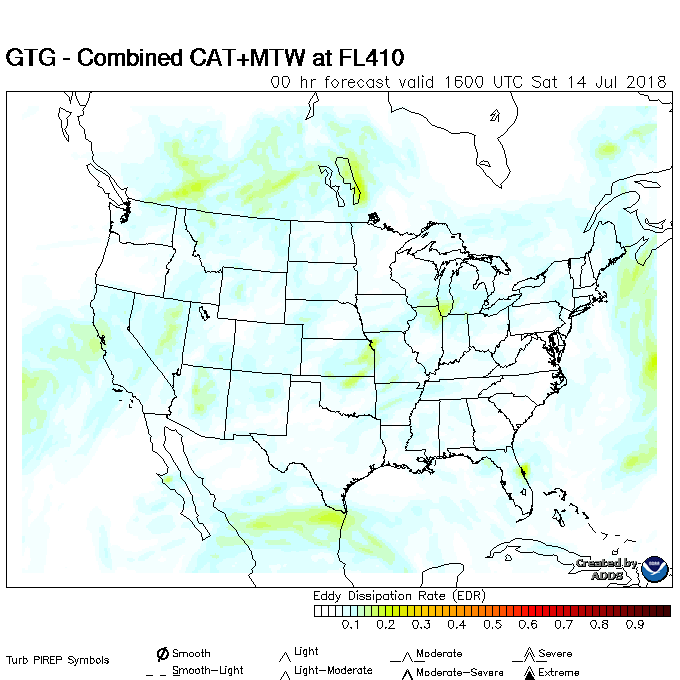 GTG - Combined CAT+MTW at FL410
00 hr forecast valid 1600 UTC Sat 14 Jul 2018
Created by
ADDS
Eddy Dissipation Rate (EDR)
0.1 0.2 0.3 0.4 0.5 0.6 0.7 0.8 0.9
Turb PIREP Symbols
Smooth Light Moderate Severe
Smooth-Light Light-Moderate Moderate-Severe Extreme